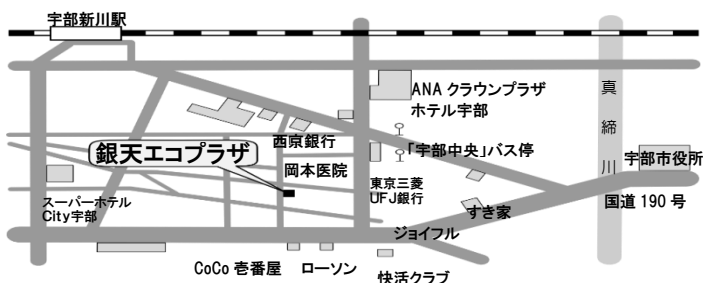 宇部新川駅
ANA クラウンプラザ
ホテル宇部
真締川
西京銀行
「宇部中央」バス停
銀天エコプラザ
岡本医院
宇部市役所
東京三菱
UFJ銀行
スーパーホテル
City宇部
すき家
国道 190 号
ジョイフル
CoCo 壱番屋
ローソン
快活クラブ